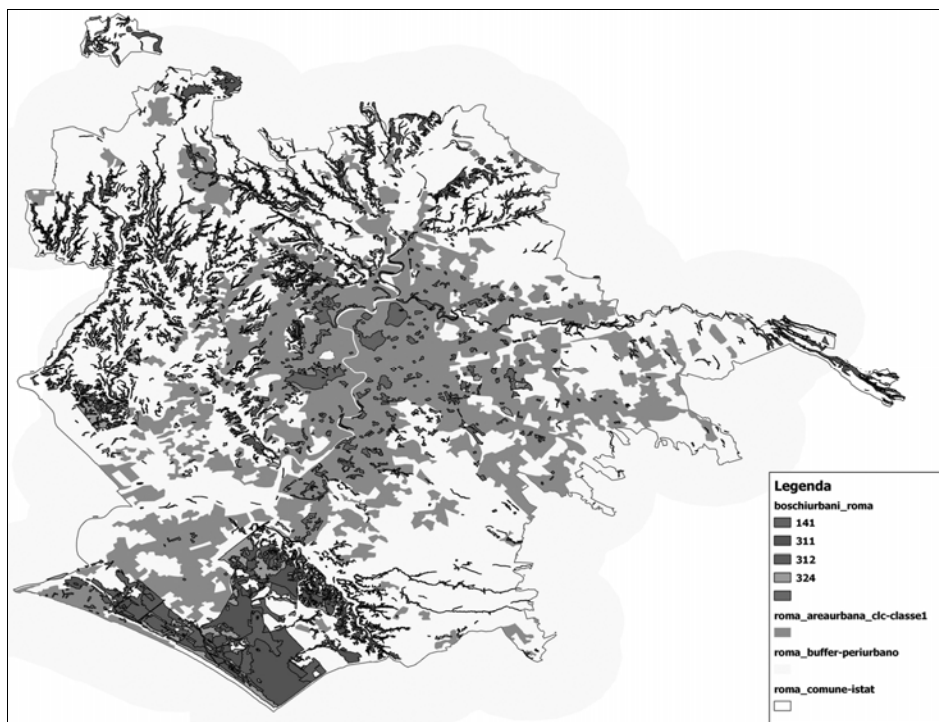 Legenda
boschiurbani_roma
141
311
312
324
roma_areaurbana_clc-classe1
roma_buffer-periurbano
roma_comune-istat